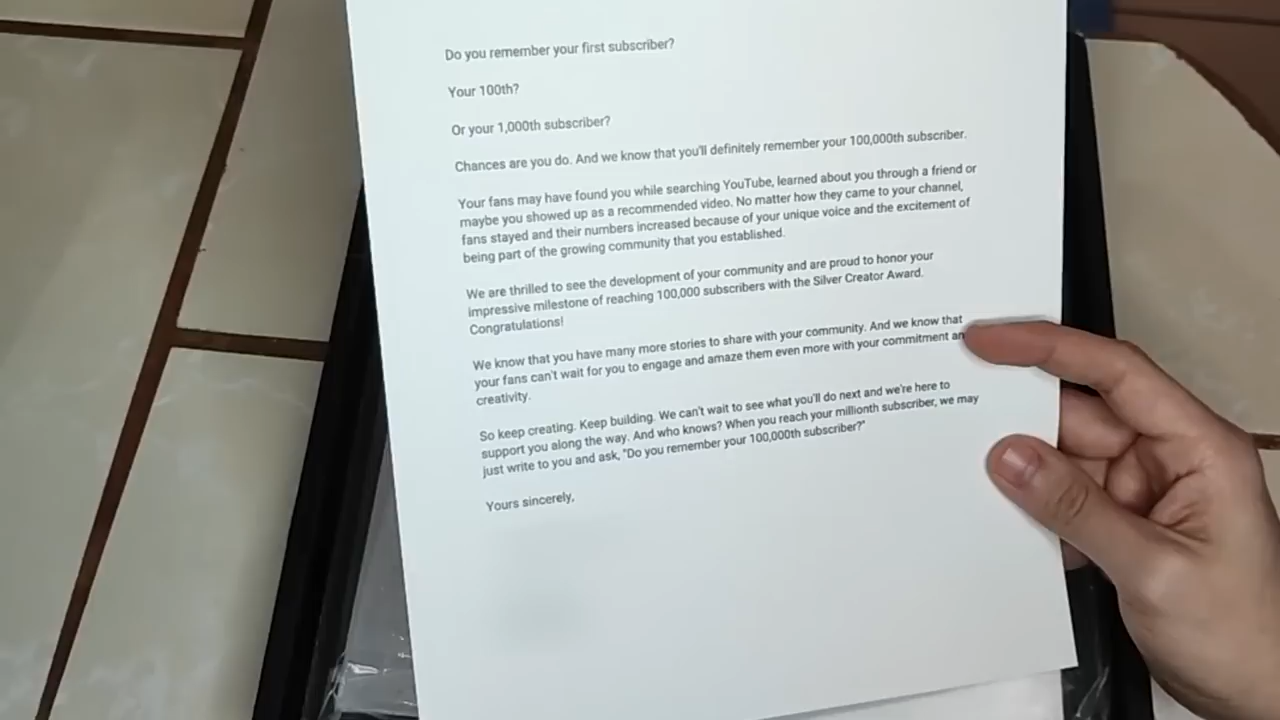 Do you remember your first subscriber?
Your 100th?
Or your 1,000th subscriber?
Chances are you do. And we know that you'll definitely remember your 100,000th subscriber.
Your fans may have found you while searching YouTube, learned about you through a friend or
maybe you showed up as a recommended video. No matter how they came to your channel,
fans stayed and their numbers increased because of your unique voice and the excitement of
being part of the growing community that you established.
We are thrilled to see the development of your community and are proud to honor your
impressive milestone of reaching 100,000 subscribers with the Silver Creator Award.
Congratulations!
We know that you have many more stories to share with your community. And we know that
your fans can't wait for you to engage and amaze them even more with your commitment an
creativity.
So keep creating. Keep building. We can't wait to see what you'll do next and we're here to
support you along the way. And who knows? When you reach your millionth subscriber, we may
just write to you and ask, "Do you remember your 100,000th subscriber?"
Yours sincerely,